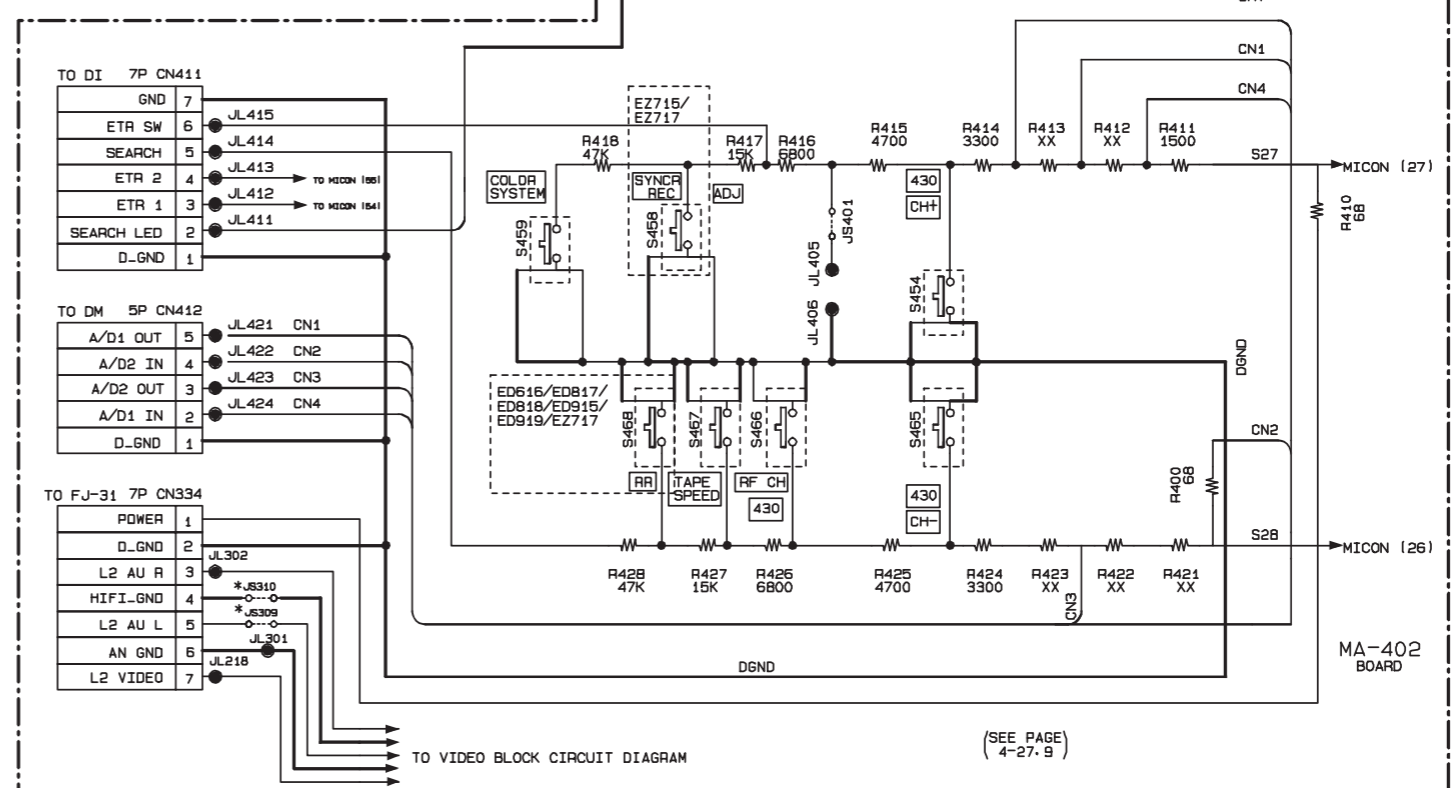 TO DI 7P CN411
GND 7
ETR SW 6 JL415
SEARCH 5 JL414
ETR 2 4 JL413 TO MICON (55)
ETR 1 3 JL412 TO MICON (54)
SEARCH LED 2 JL411
D_GND 1
TO DM 5P CN412
A/D1 OUT 5 JL421 CN1
A/D2 IN 4 JL422 CN2
A/D2 OUT 3 JL423 CN3
A/D1 IN 2 JL424 CN4
D_GND 1
TO FJ-31 7P CN334
POWER 1
D_GND 2
L2 AU R 3 JL302
HIFI_GND 4 *JS310
L2 AU L 5 *JS309
AN GND 6 JL301
L2 VIDEO 7 JL218
TO VIDEO BLOCK CIRCUIT DIAGRAM
EZ715/
EZ717
R418
47K
R417
15K
R416
6800
R415
4700
R414
3300
R413
XX
R412
XX
R411
1500
CN1
CN4
S27
MICON (27)
R410
68
COLOR
SYSTEM
SYNCR
REC
ADJ
430
CH+
S459
S458
JS401
JL405
JL406
S454
DGND
ED616/ED817/
ED818/ED915/
ED919/EZ717
S468
S467
S466
S465
RR
TAPE
SPEED
RF CH
430
430
CH-
CN2
R400
68
S28
MICON (26)
R428
47K
R427
15K
R426
6800
R425
4700
R424
3300
R423
XX
R422
XX
R421
XX
CN3
DGND
MA-402
BOARD
(SEE PAGE
4-27.9)